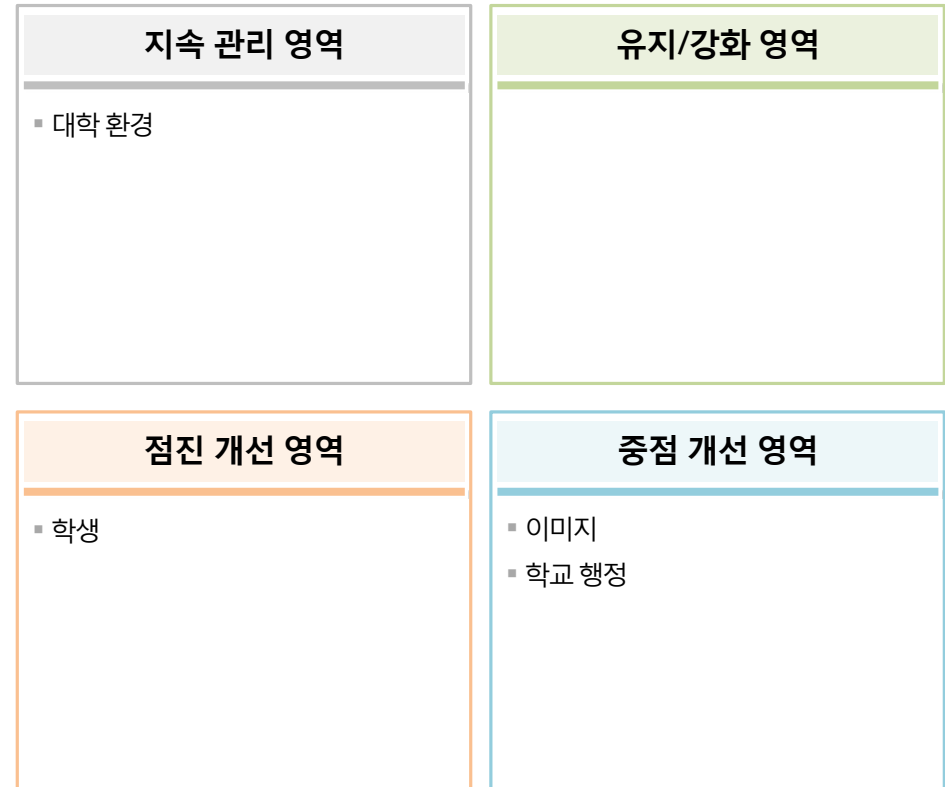 지속 관리 영역
▪ 대학 환경
유지/강화 영역
점진 개선 영역
▪ 학생
중점 개선 영역
▪ 이미지
▪ 학교 행정